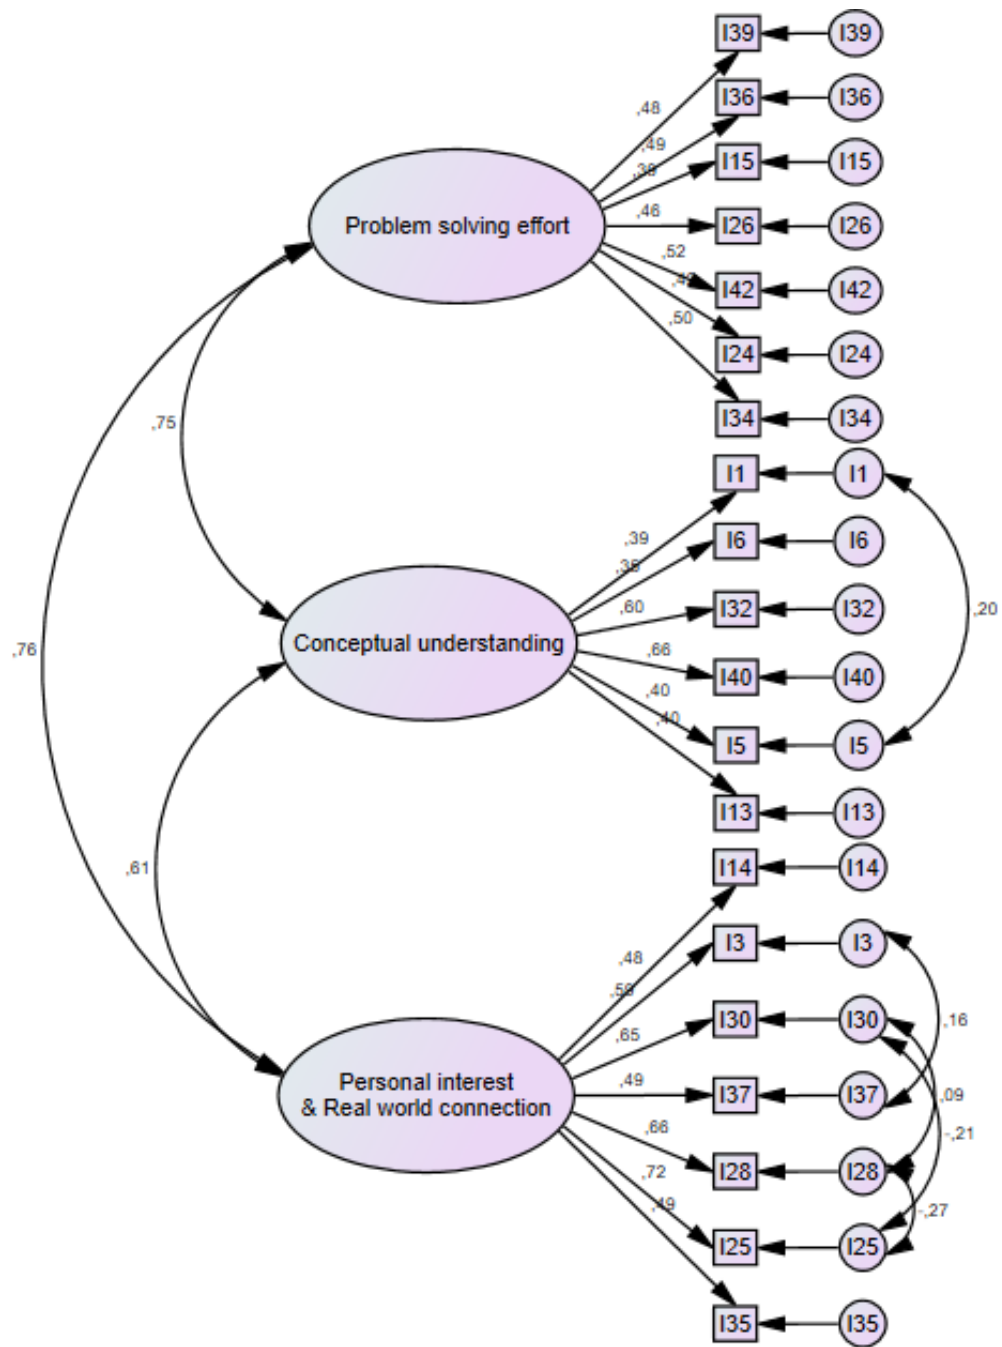 I39 I39
,48
I36 I36
,49
I15 I15
Problem solving effort
,46
I26 I26
,52
I42 I42
,50
I24 I24
I34 I34
,75
I1 I1
,39
I6 I6
,60
I32 I32
,20
Conceptual understanding
,66
I40 I40
,76
,40
I5 I5
,40
I13 I13
,61
I14 I14
,48
I3 I3
,59
I30 I30
,16
,65
Personal interest
& Real world connection
,49
I37 I37
,09
,66
-,21
I28 I28
,72
,49
-,27
I25 I25
I35 I35